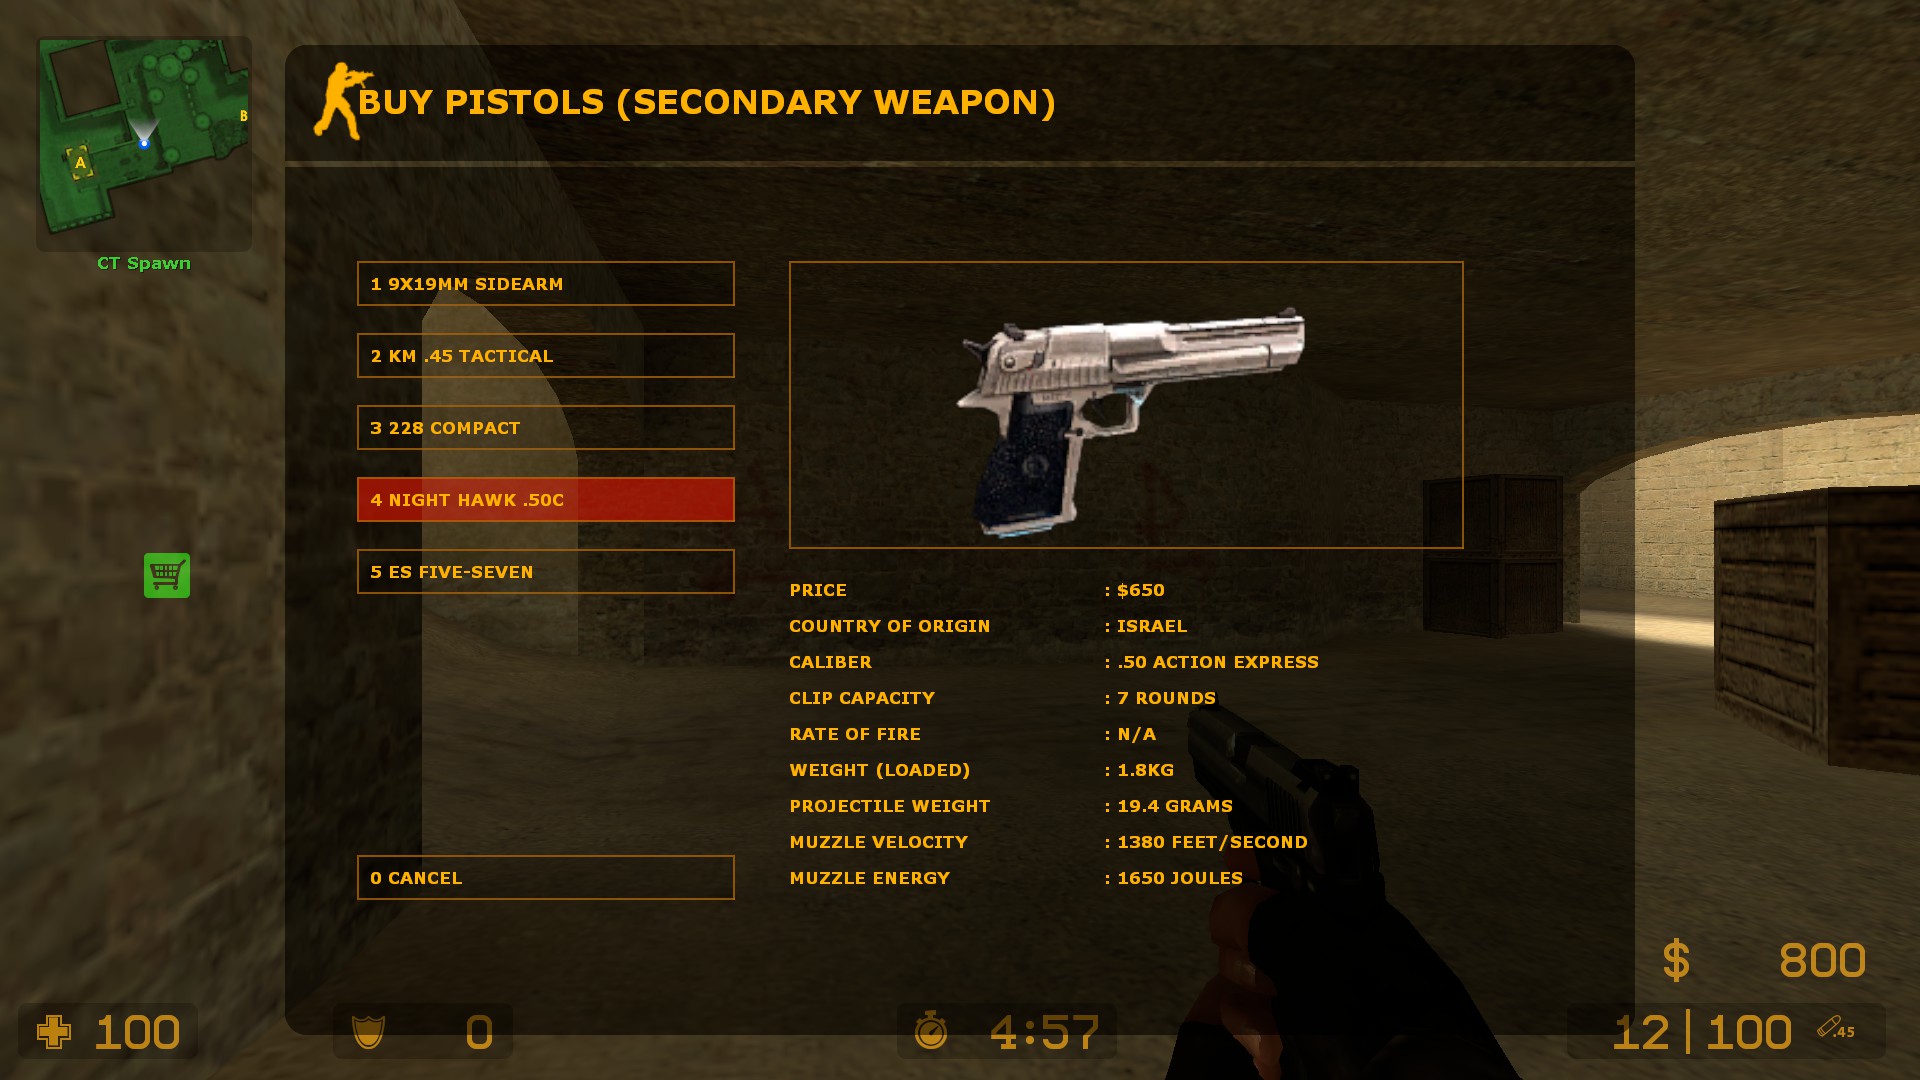 BUY PISTOLS (SECONDARY WEAPON)
A
B
CT Spawn
1 9X19MM SIDEARM
2 KM .45 TACTICAL
3 228 COMPACT
4 NIGHT HAWK .50C
5 ES FIVE-SEVEN
0 CANCEL
PRICE : $650
COUNTRY OF ORIGIN : ISRAEL
CALIBER : .50 ACTION EXPRESS
CLIP CAPACITY : 7 ROUNDS
RATE OF FIRE : N/A
WEIGHT (LOADED) : 1.8KG
PROJECTILE WEIGHT : 19.4 GRAMS
MUZZLE VELOCITY : 1380 FEET/SECOND
MUZZLE ENERGY : 1650 JOULES
$ 800
100
0
4:57
12|100 .45